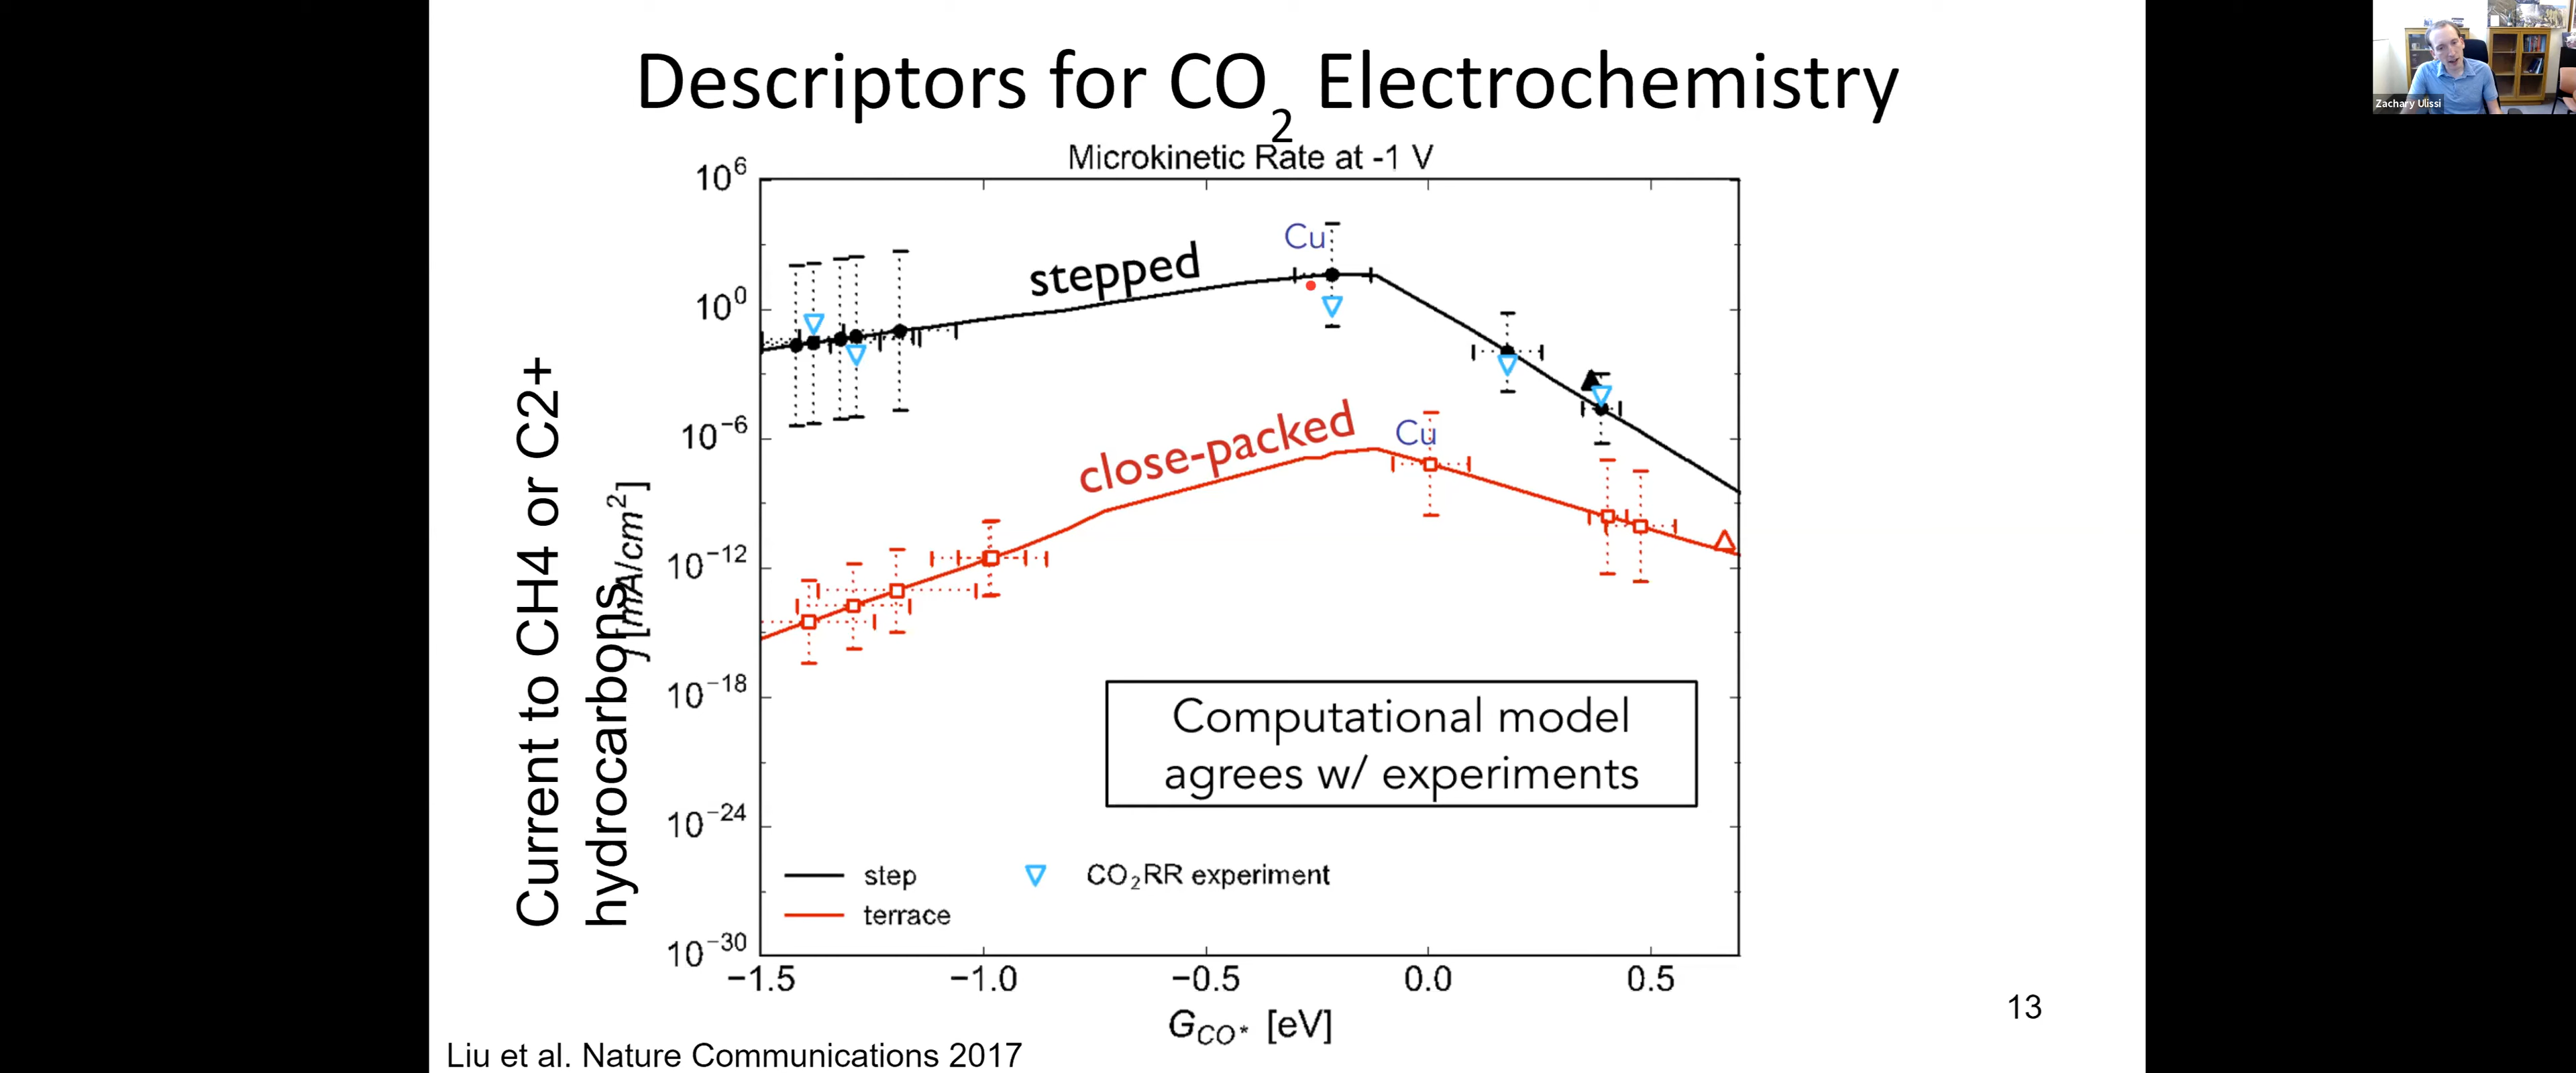 Descriptors for CO2 Electrochemistry
Zachary Ulissi
Microkinetic Rate at -1 V
10^6
10^0
10^−6
10^−12
10^−18
10^−24
10^−30
Current to CH4 or C2+
hydrocarbons
j [mA/cm²]
stepped
Cu
close-packed
Cu
Computational model
agrees w/ experiments
step
terrace
CO2RR experiment
−1.5 −1.0 −0.5 0.0 0.5
G_CO* [eV]
13
Liu et al. Nature Communications 2017